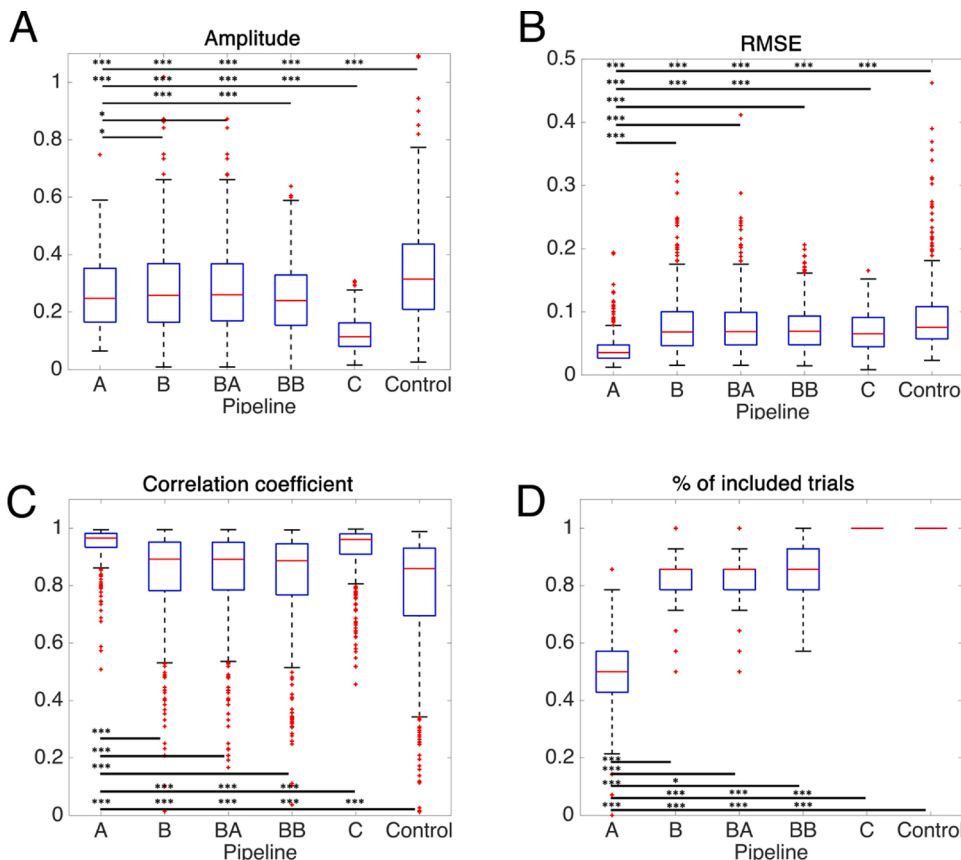 A
Amplitude
*** *** *** *** ***
1
*** *** *** ***
*** ***
0.8
*
*
0.6
0.4
0.2
0
A B BA BB C Control
Pipeline
B
RMSE
0.5
*** *** *** *** ***
*** *** ***
***
0.4
***
***
0.3
0.2
0.1
0
A B BA BB C Control
Pipeline
C
Correlation coefficient
1
0.8
0.6
0.4
***
0.2
***
***
*** *** ***
*** *** *** *** ***
0
A B BA BB C Control
Pipeline
D
% of included trials
1
0.8
0.6
0.4
0.2
***
***
*** *
*** *** ***
*** *** ***
0
A B BA BB C Control
Pipeline